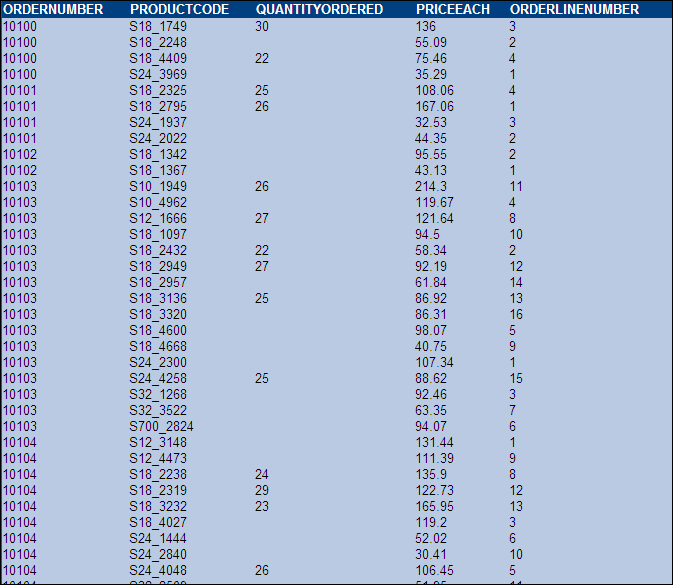 ORDERNUMBER PRODUCTCODE QUANTITYORDERED PRICEEACH ORDERLINENUMBER
10100 S18_1749 30 136 3
10100 S18_2248 55.09 2
10100 S18_4409 22 75.46 4
10100 S24_3969 35.29 1
10101 S18_2325 25 108.06 4
10101 S18_2795 26 167.06 1
10101 S24_1937 32.53 3
10101 S24_2022 44.35 2
10102 S18_1342 95.55 2
10102 S18_1367 43.13 1
10103 S10_1949 26 214.3 11
10103 S10_4962 119.67 4
10103 S12_1666 27 121.64 8
10103 S18_1097 94.5 10
10103 S18_2432 22 58.34 2
10103 S18_2949 27 92.19 12
10103 S18_2957 61.84 14
10103 S18_3136 25 86.92 13
10103 S18_3320 86.31 16
10103 S18_4600 98.07 5
10103 S18_4668 40.75 9
10103 S24_2300 107.34 1
10103 S24_4258 25 88.62 15
10103 S32_1268 92.46 3
10103 S32_3522 63.35 7
10103 S700_2824 94.07 6
10104 S12_3148 131.44 1
10104 S12_4473 111.39 9
10104 S18_2238 24 135.9 8
10104 S18_2319 29 122.73 12
10104 S18_3232 23 165.95 13
10104 S18_4027 119.2 3
10104 S24_1444 52.02 6
10104 S24_2840 30.41 10
10104 S24_4048 26 106.45 5
10104